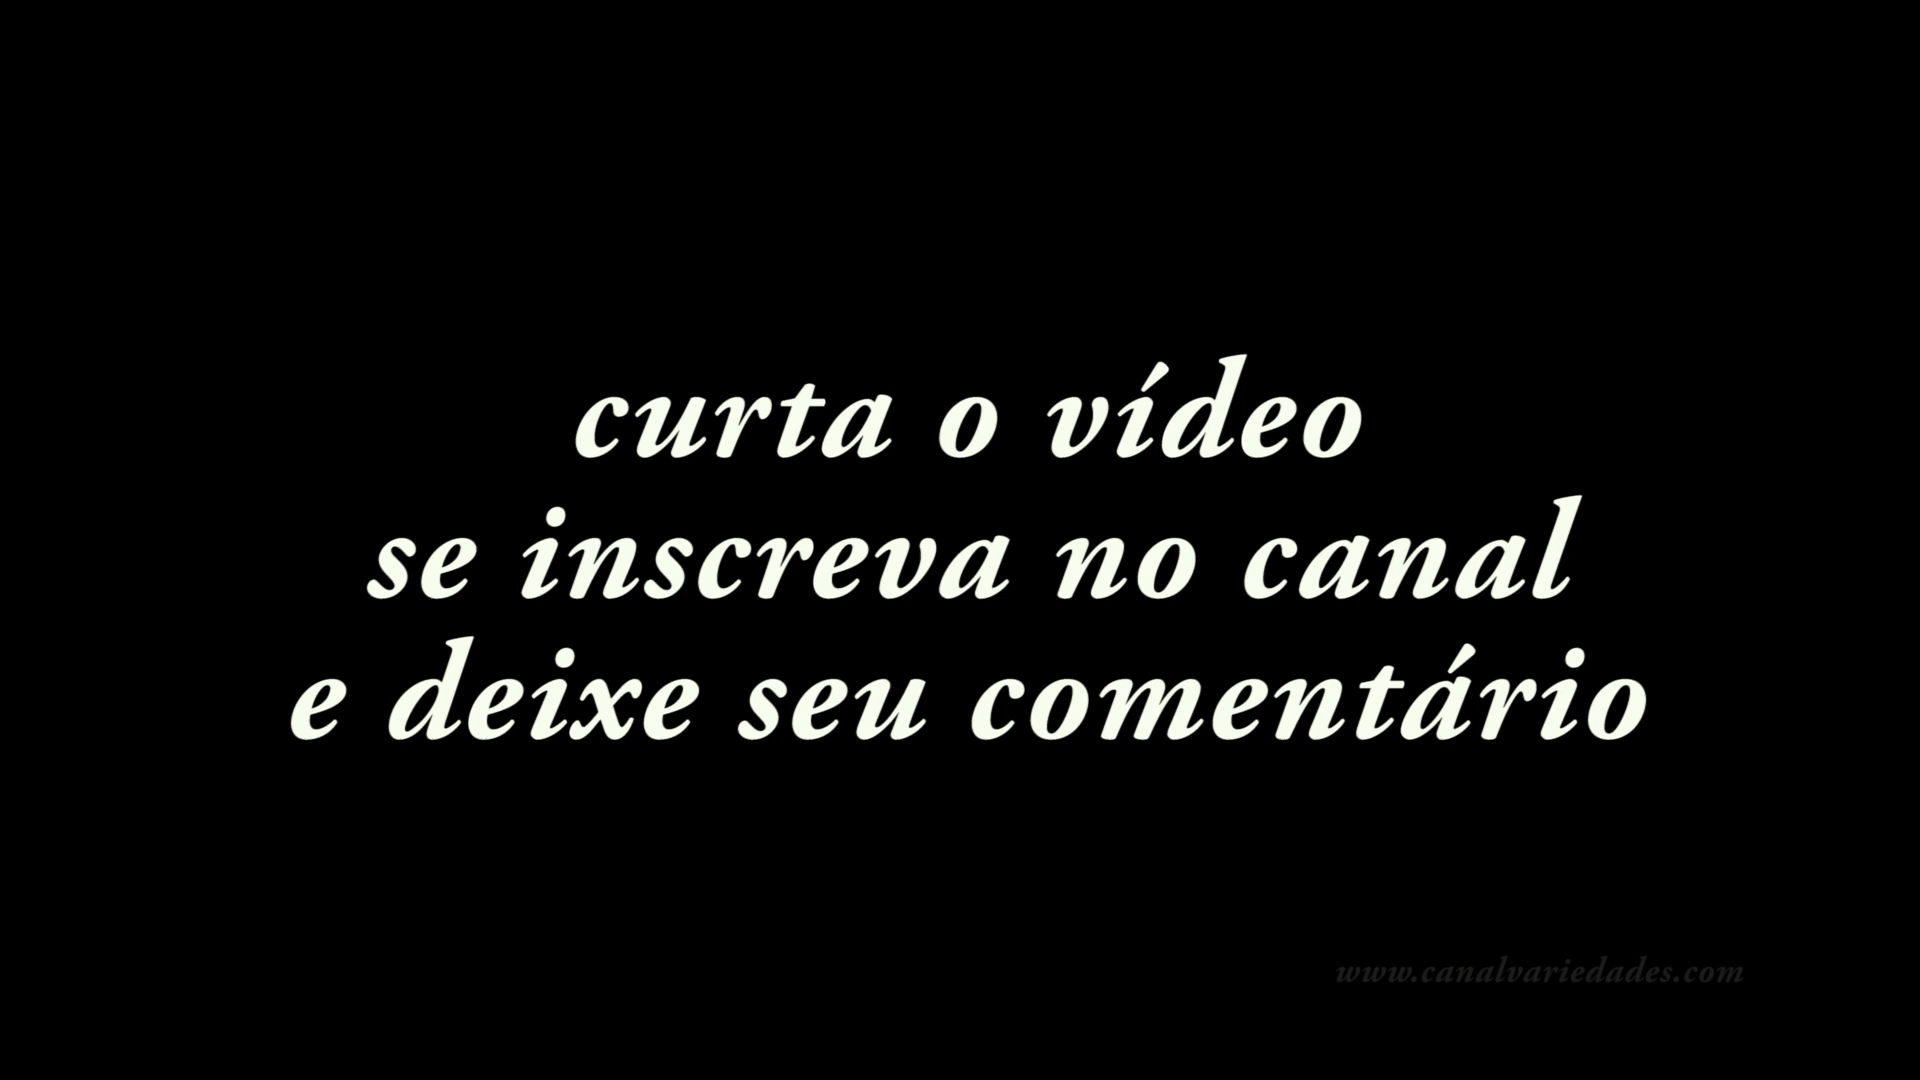 curta o vídeo
se inscreva no canal
e deixe seu comentário
www.canalvariedades.com